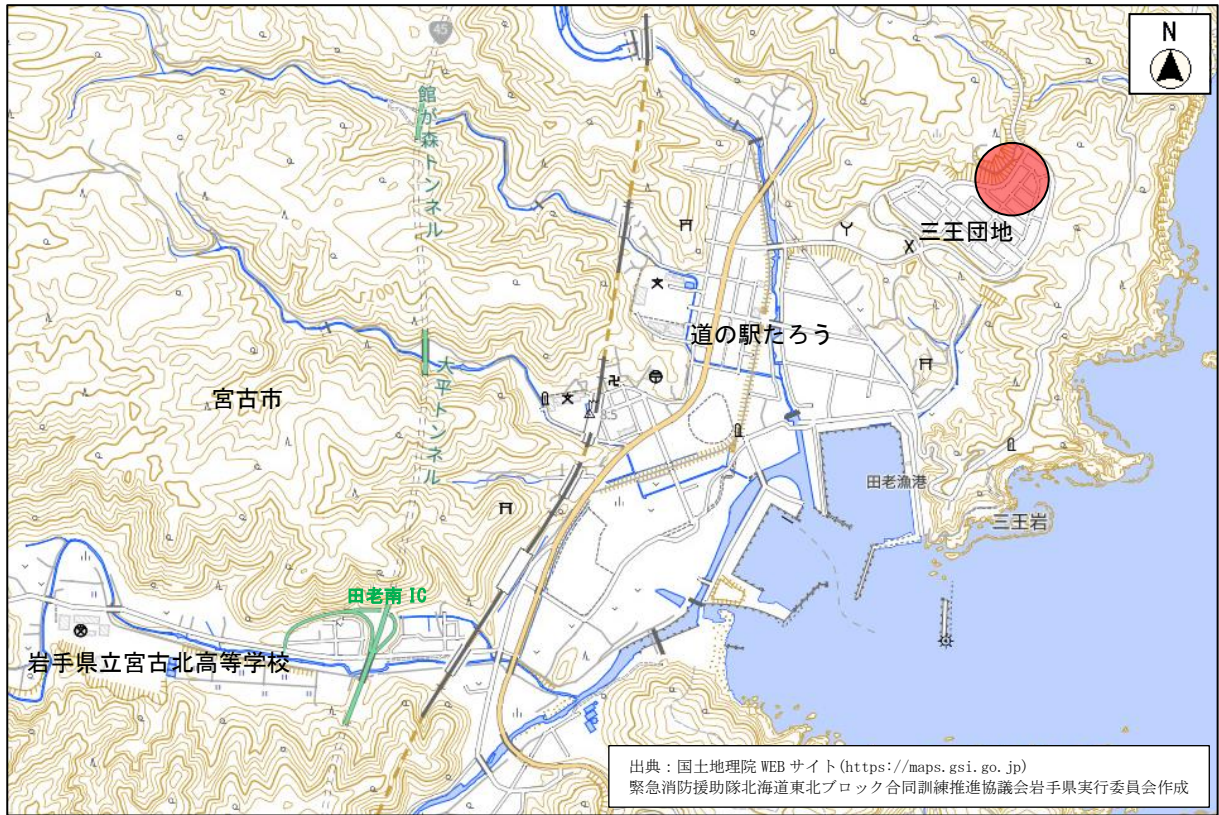 45
N
館が森トンネル
三王団地
道の駅たろう
宮古市
大平トンネル
3.5
田老漁港
三王岩
田老南IC
岩手県立宮古北高等学校
出典：国土地理院 WEB サイト(https://maps.gsi.go.jp)
緊急消防援助隊北海道東北ブロック合同訓練推進協議会岩手県実行委員会作成